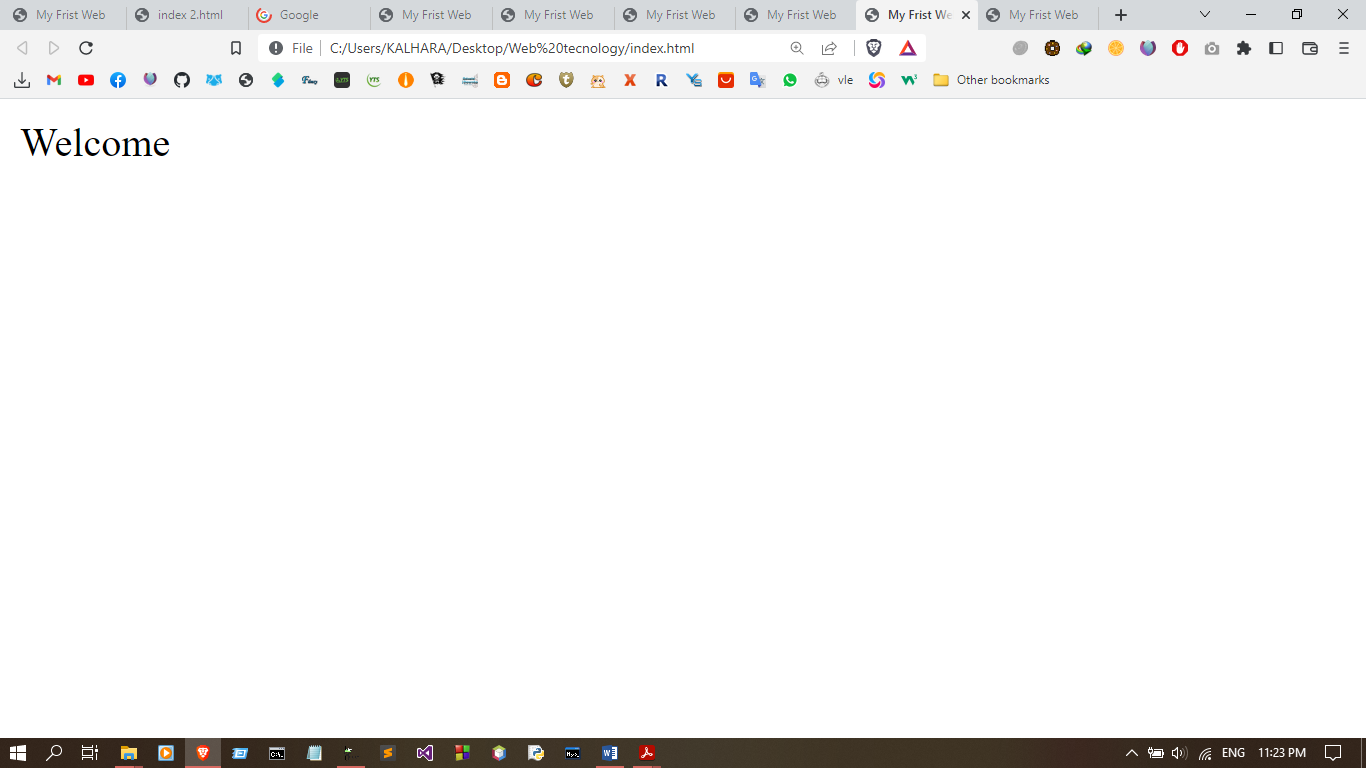 My Frist Web
index 2.html
Google
My Frist Web
My Frist Web
My Frist Web
My Frist Web
My Frist We
My Frist Web
File
C:/Users/KALHARA/Desktop/Web%20tecnology/index.html
vle
Other bookmarks
Welcome
ENG
11:23 PM